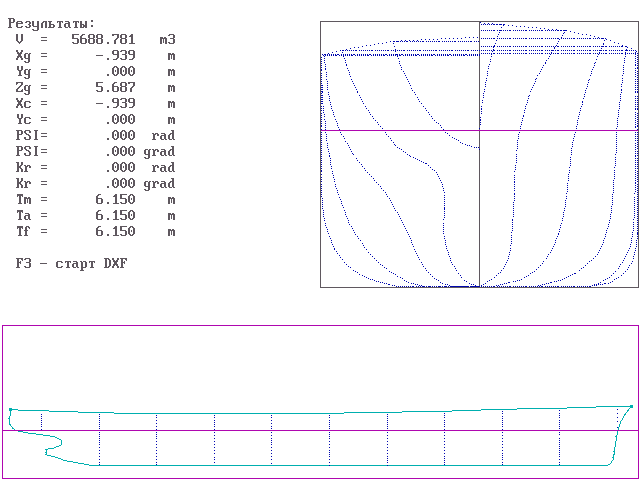 Результаты:
V = 5688.781 m3
Xg = -.939 m
Yg = .000 m
Zg = 5.687 m
Xc = -.939 m
Yc = .000 m
PSI= .000 rad
PSI= .000 grad
Kr = .000 rad
Kr = .000 grad
Tm = 6.150 m
Ta = 6.150 m
Tf = 6.150 m
F3 - старт DXF